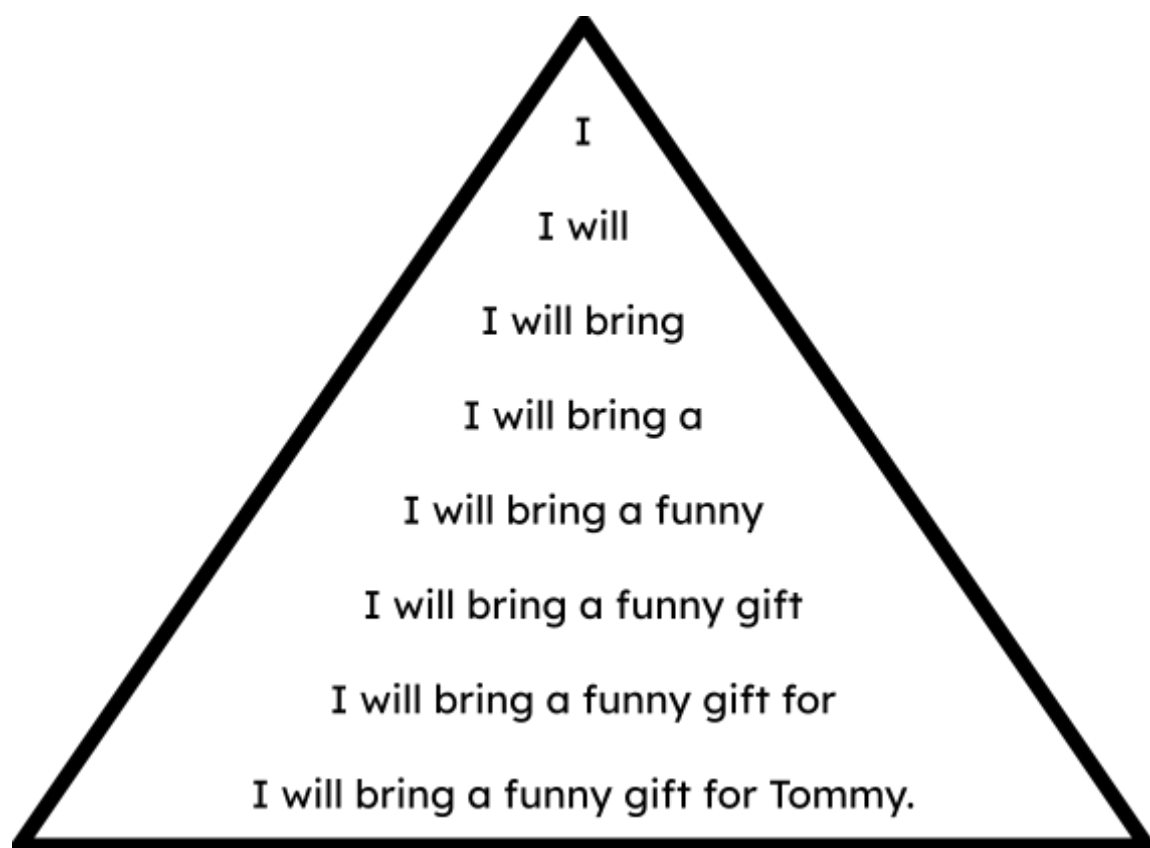 I
I will
I will bring
I will bring a
I will bring a funny
I will bring a funny gift
I will bring a funny gift for
I will bring a funny gift for Tommy.